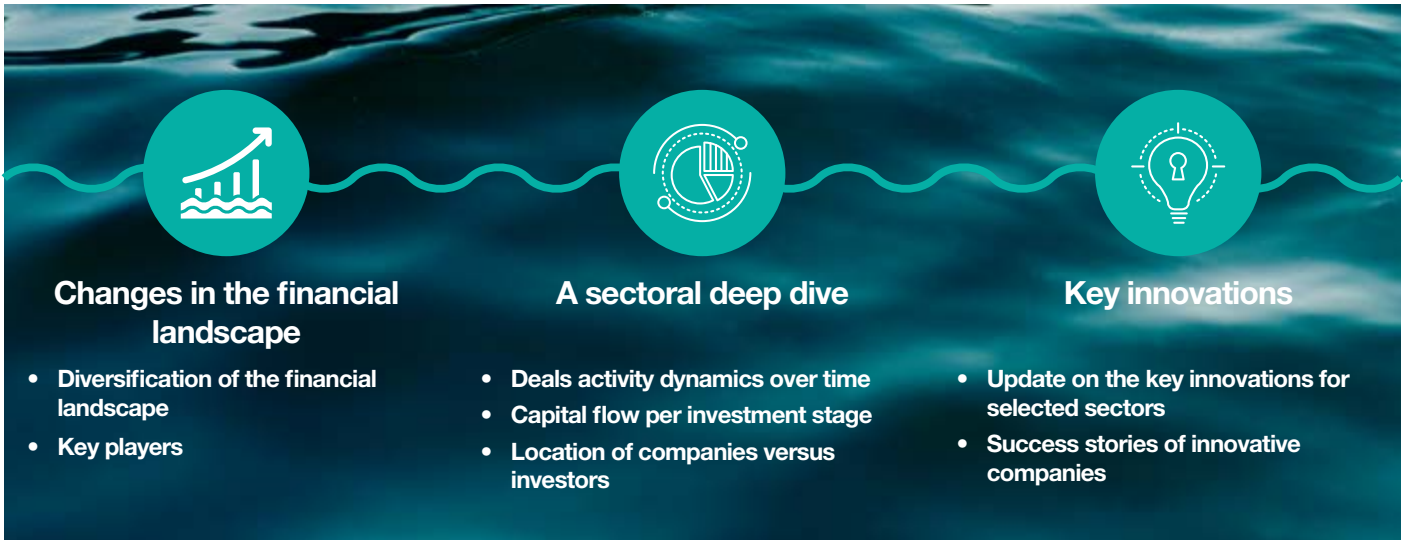 Changes in the financial
landscape
• Diversification of the financial
landscape
• Key players
A sectoral deep dive
• Deals activity dynamics over time
• Capital flow per investment stage
• Location of companies versus
investors
Key innovations
• Update on the key innovations for
selected sectors
• Success stories of innovative
companies